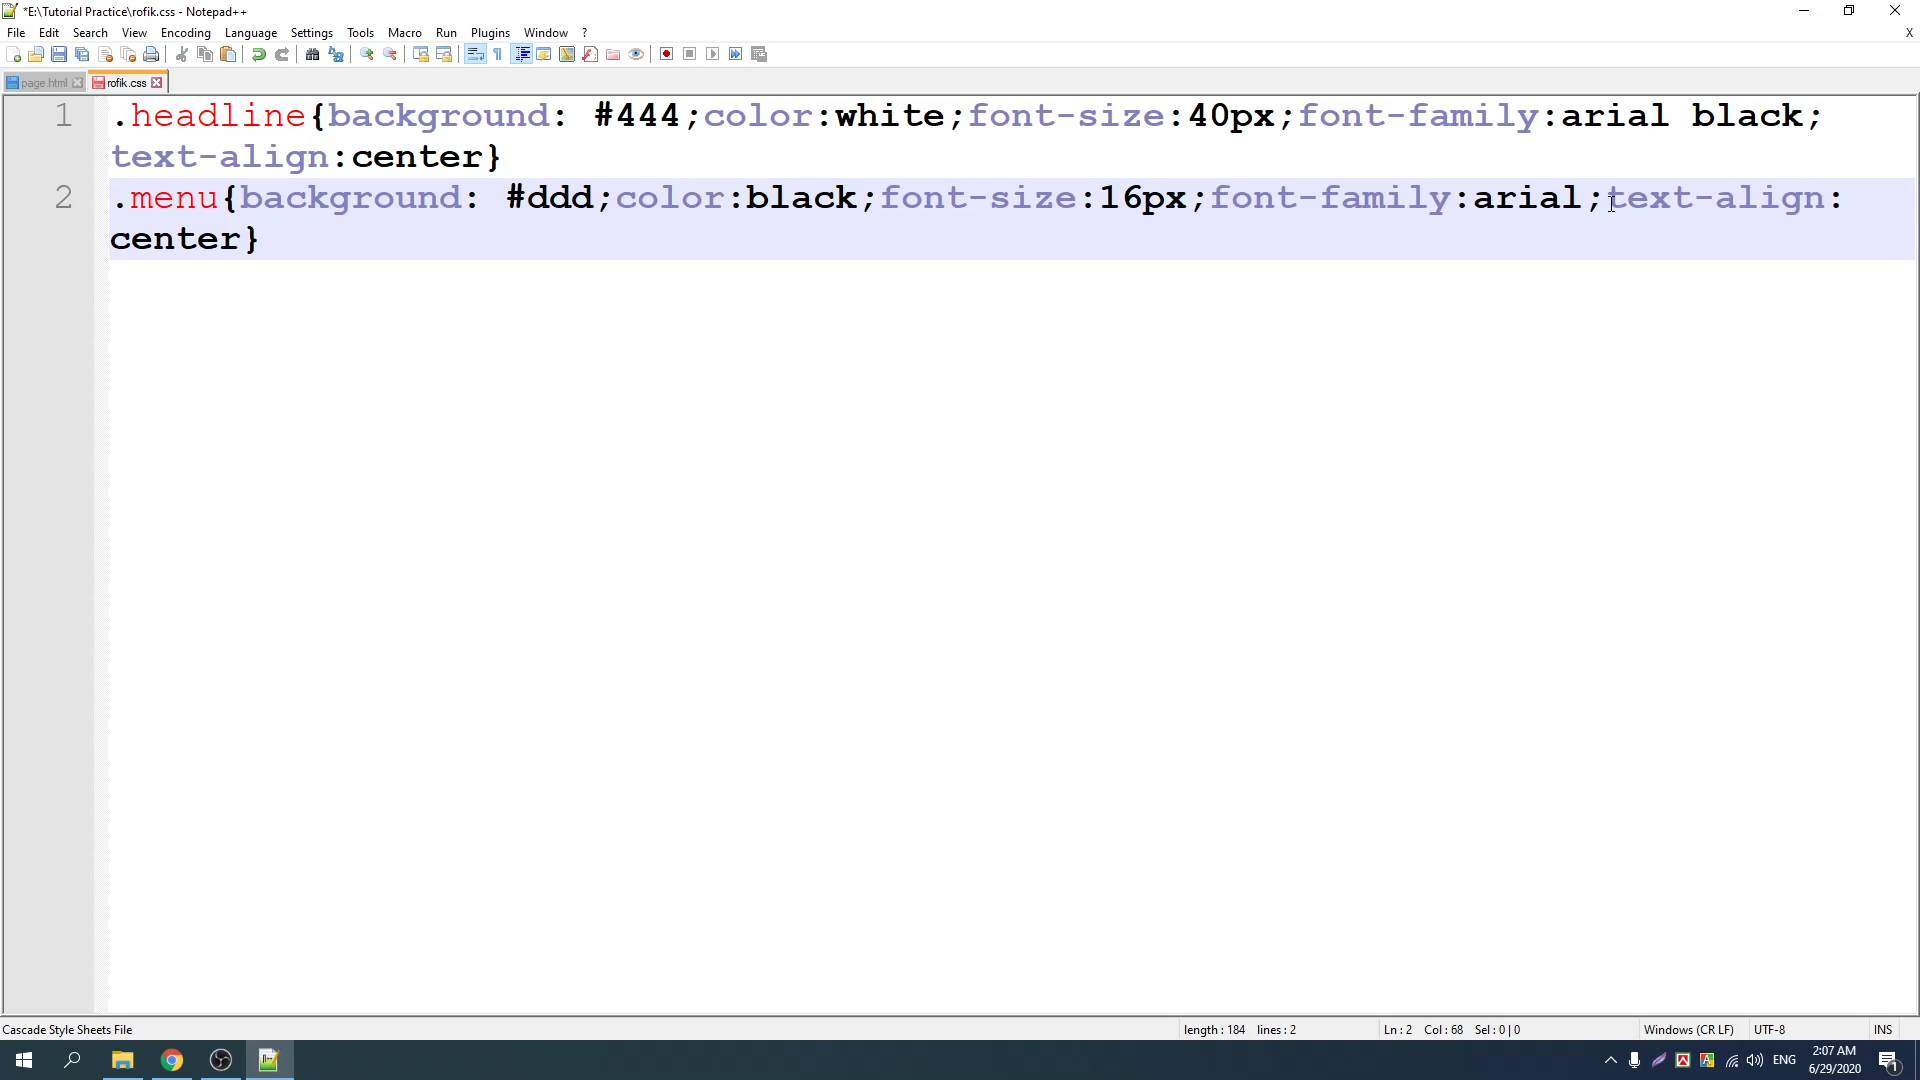 *E:\Tutorial Practice\rofik.css - Notepad++
File Edit Search View Encoding Language Settings Tools Macro Run Plugins Window ? X
page.html rofik.css
1 .headline{background: #444;color:white;font-size:40px;font-family:arial black;
text-align:center}
2 .menu{background: #ddd;color:black;font-size:16px;font-family:arial;text-align:
center}
Cascade Style Sheets File length : 184 lines : 2 Ln : 2 Col : 68 Sel : 0 | 0 Windows (CR LF) UTF-8 INS
ENG 2:07 AM
6/29/2020
1